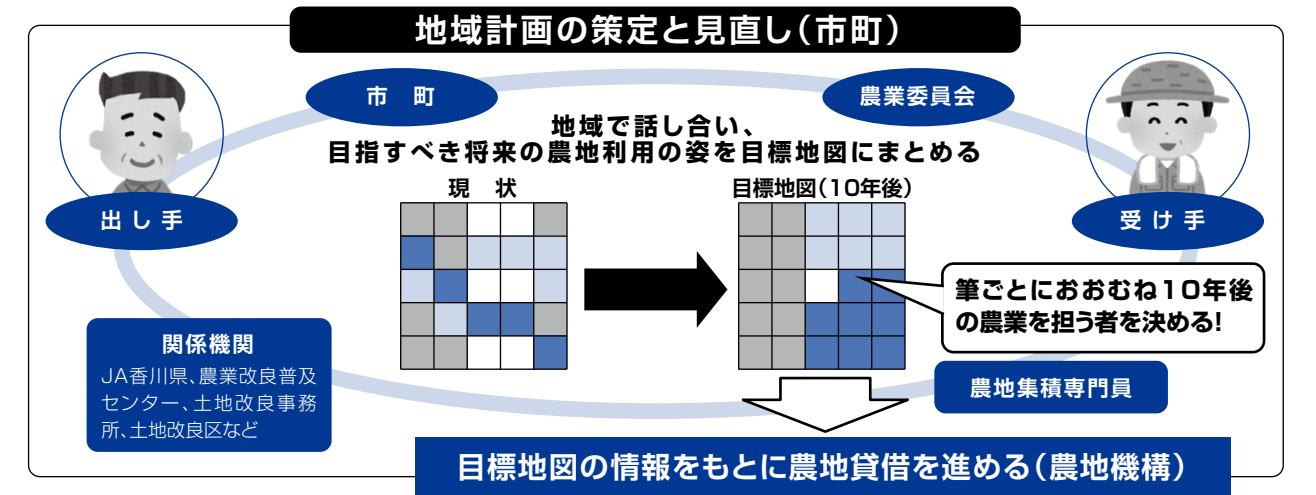 地域計画の策定と見直し(市町)
市　町
農業委員会
地域で話し合い、
目指すべき将来の農地利用の姿を目標地図にまとめる
現　状
目標地図(10年後)
出し手
受け手
筆ごとにおおむね10年後
の農業を担う者を決める!
関係機関
JA香川県、農業改良普及
センター、土地改良事務
所、土地改良区など
農地集積専門員
目標地図の情報をもとに農地貸借を進める(農地機構)